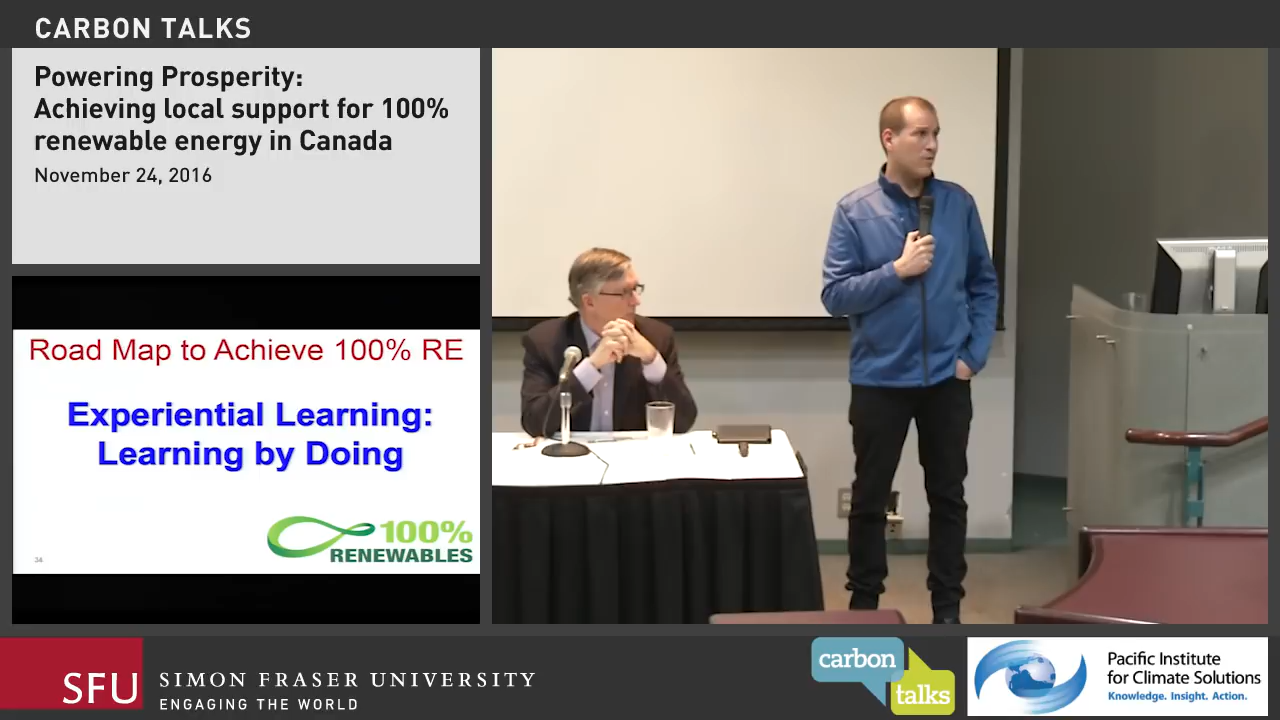 CARBON TALKS
Powering Prosperity:
Achieving local support for 100%
renewable energy in Canada
November 24, 2016
Road Map to Achieve 100% RE
Experiential Learning:
Learning by Doing
100%
RENEWABLES
34
SFU
SIMON FRASER UNIVERSITY
ENGAGING THE WORLD
carbon
talks
Pacific Institute
for Climate Solutions
Knowledge. Insight. Action.